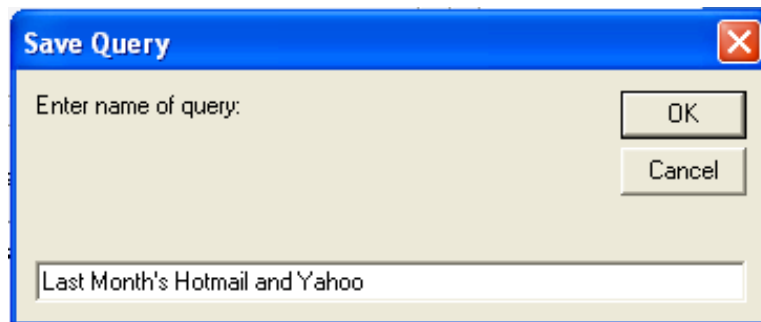 Save Query
Enter name of query:
OK
Cancel
Last Month's Hotmail and Yahoo